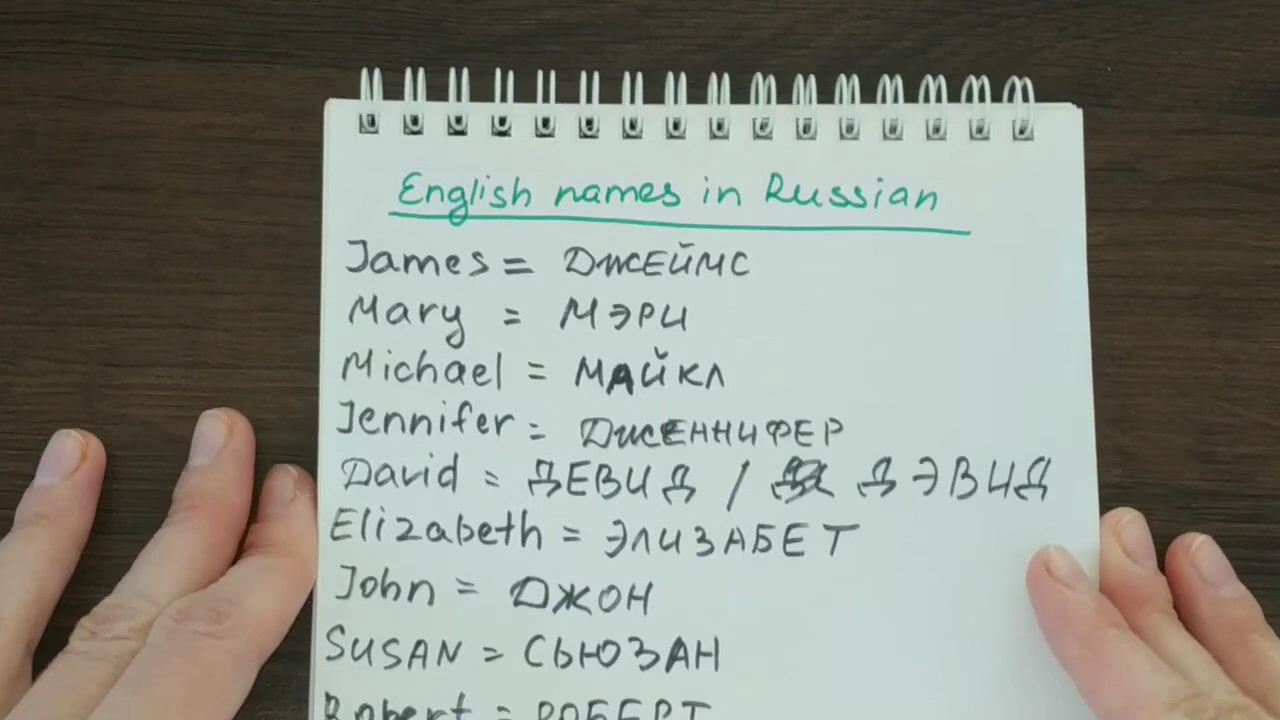 English names in Russian
James = ДЖЕЙМС
Mary = МЭРИ
Michael = МАЙКЛ
Jennifer = ДЖЕННИФЕР
David = ДЕВИД / ДЭВИД
Elizabeth = ЭЛИЗАБЕТ
John = ДЖОН
SUSAN = СЬЮЗАН
Robert = РОБЕРТ